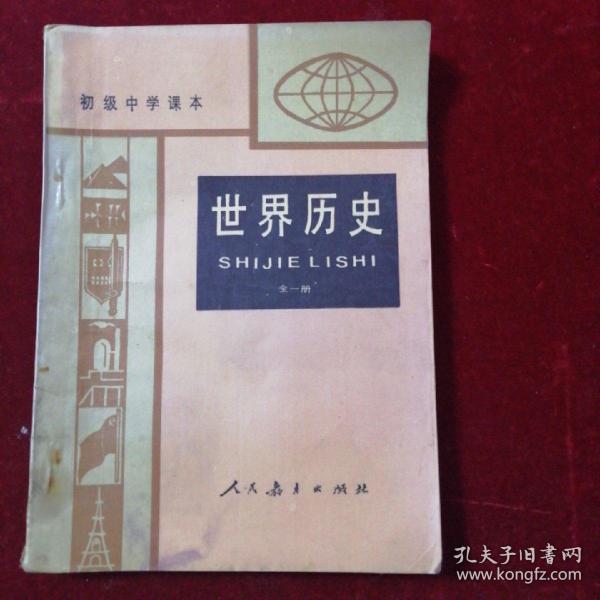 初级中学课本
世界历史
SHIJIE LISHI
全一册
人民教育出版社
孔夫子旧书网
www.kongfz.com